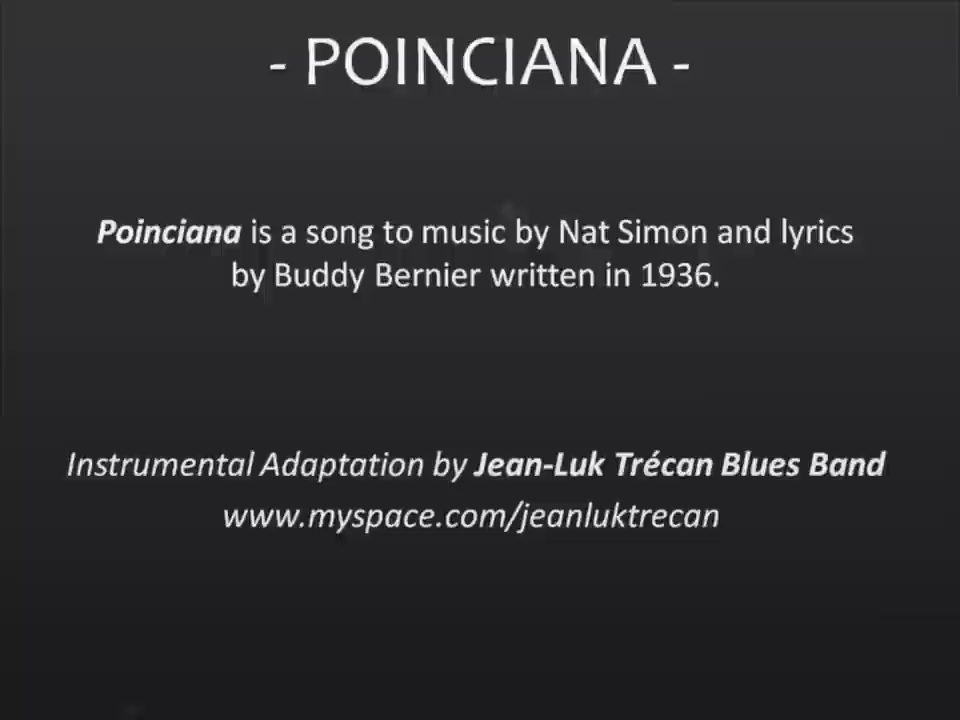 - POINCIANA -
Poinciana is a song to music by Nat Simon and lyrics
by Buddy Bernier written in 1936.
Instrumental Adaptation by Jean-Luk Trécan Blues Band
www.myspace.com/jeanluktrecan